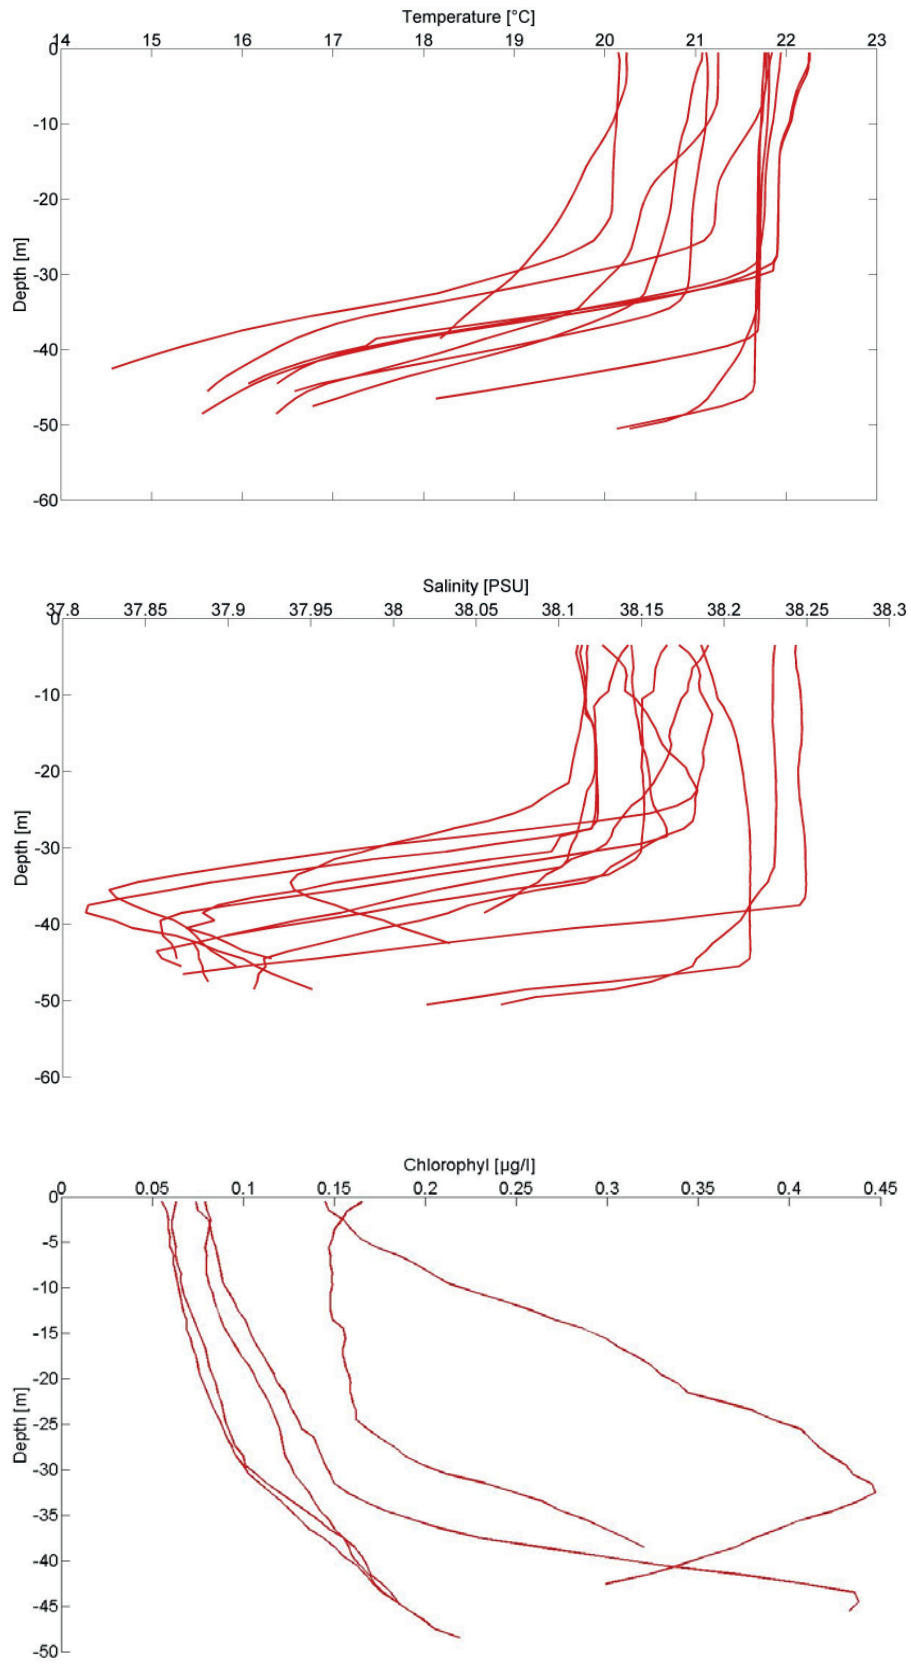 Temperature [°C]
14 15 16 17 18 19 20 21 22 23
0
-10
-20
-30
-40
-50
-60
Depth [m]
Salinity [PSU]
37.8 37.85 37.9 37.95 38 38.05 38.1 38.15 38.2 38.25 38.3
0
-10
-20
-30
-40
-50
-60
Depth [m]
Chlorophyl [µg/l]
0 0.05 0.1 0.15 0.2 0.25 0.3 0.35 0.4 0.45
0
-5
-10
-15
-20
-25
-30
-35
-40
-45
-50
Depth [m]